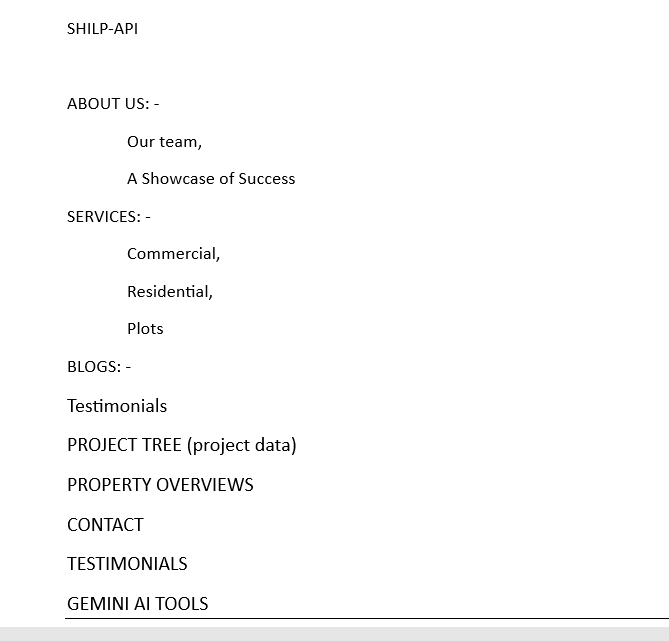 SHILP-API
ABOUT US: -
Our team,
A Showcase of Success
SERVICES: -
Commercial,
Residential,
Plots
BLOGS: -
Testimonials
PROJECT TREE (project data)
PROPERTY OVERVIEWS
CONTACT
TESTIMONIALS
GEMINI AI TOOLS